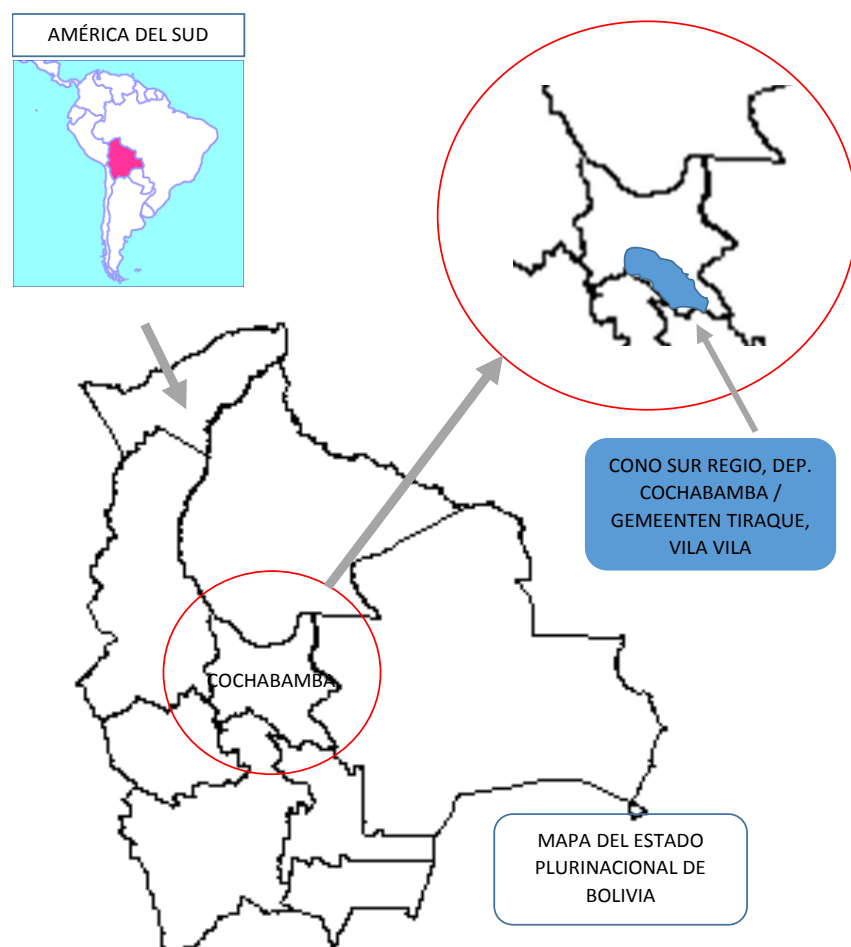 AMÉRICA DEL SUD
CONO SUR REGIO, DEP.
COCHABAMBA /
GEMEENTEN TIRAQUE,
VILA VILA
COCHABAMBA
MAPA DEL ESTADO
PLURINACIONAL DE
BOLIVIA